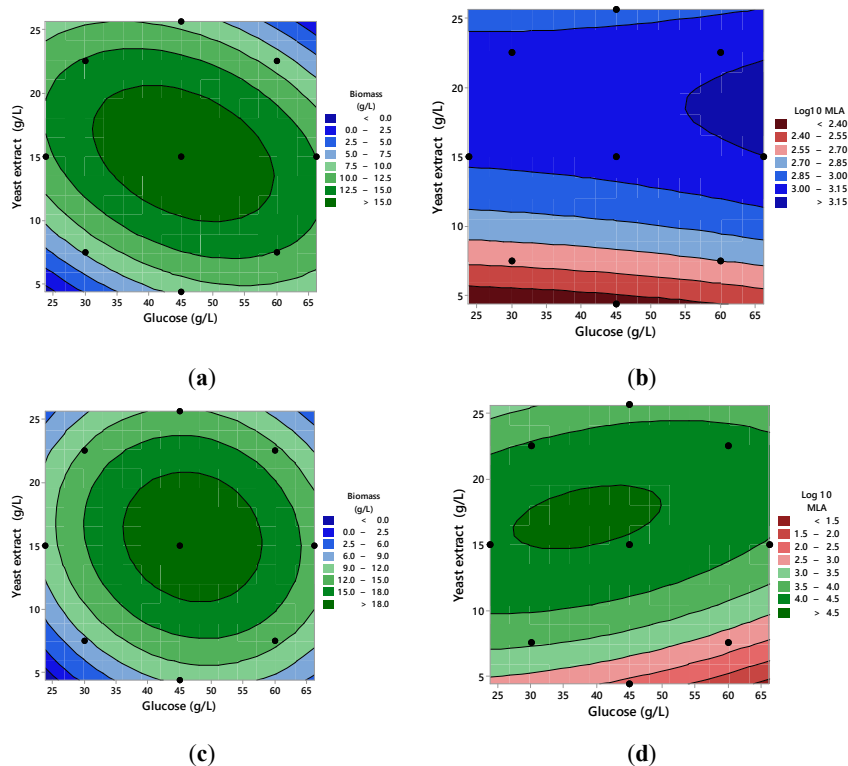 25
20
15
10
5
25 30 35 40 45 50 55 60 65
Yeast extract (g/L)
Glucose (g/L)
Biomass
(g/L)
< 0.0
0.0 – 2.5
2.5 – 5.0
5.0 – 7.5
7.5 – 10.0
10.0 – 12.5
12.5 – 15.0
> 15.0
(a)
25
20
15
10
5
25 30 35 40 45 50 55 60 65
Yeast extract (g/L)
Glucose (g/L)
Log10 MLA
< 2.40
2.40 – 2.55
2.55 – 2.70
2.70 – 2.85
2.85 – 3.00
3.00 – 3.15
> 3.15
(b)
25
20
15
10
5
25 30 35 40 45 50 55 60 65
Yeast extract (g/L)
Glucose (g/L)
Biomass
(g/L)
< 0.0
0.0 – 2.5
2.5 – 6.0
6.0 – 9.0
9.0 – 12.0
12.0 – 15.0
15.0 – 18.0
> 18.0
(c)
25
20
15
10
5
25 30 35 40 45 50 55 60 65
Yeast extract (g/L)
Glucose (g/L)
Log 10
MLA
< 1.5
1.5 – 2.0
2.0 – 2.5
2.5 – 3.0
3.0 – 3.5
3.5 – 4.0
4.0 – 4.5
> 4.5
(d)